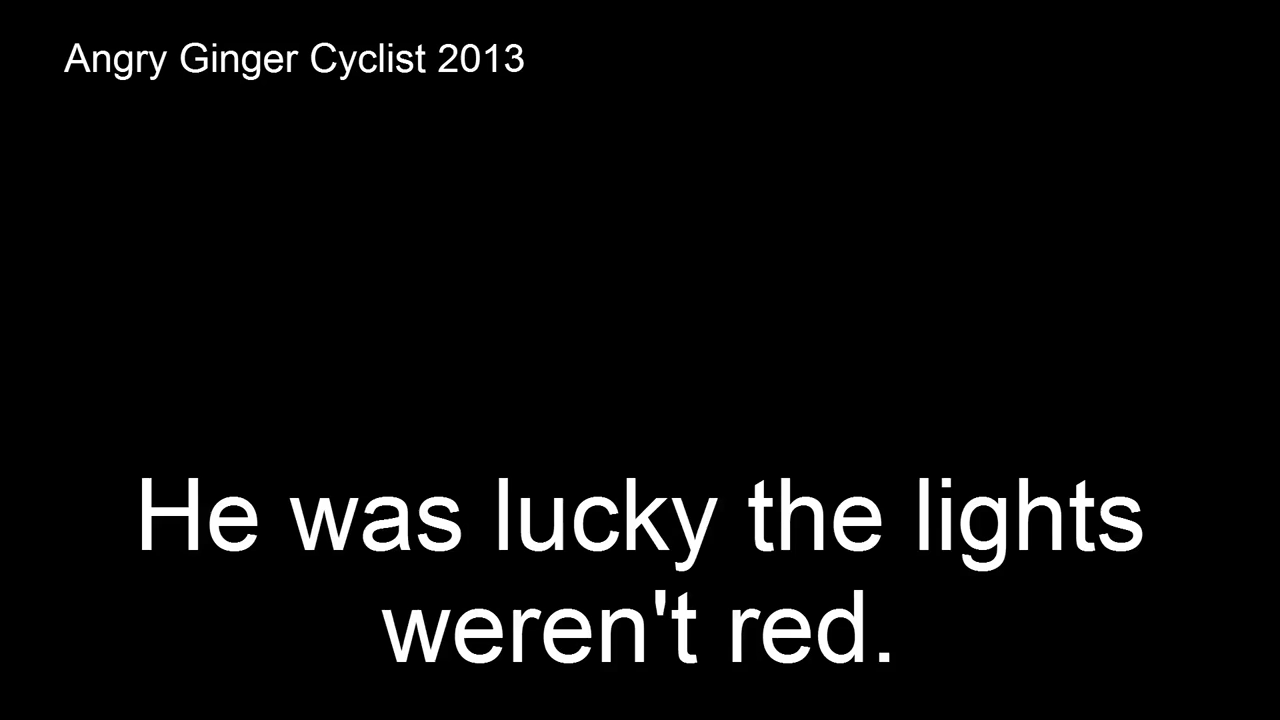 Angry Ginger Cyclist 2013
He was lucky the lights
weren't red.